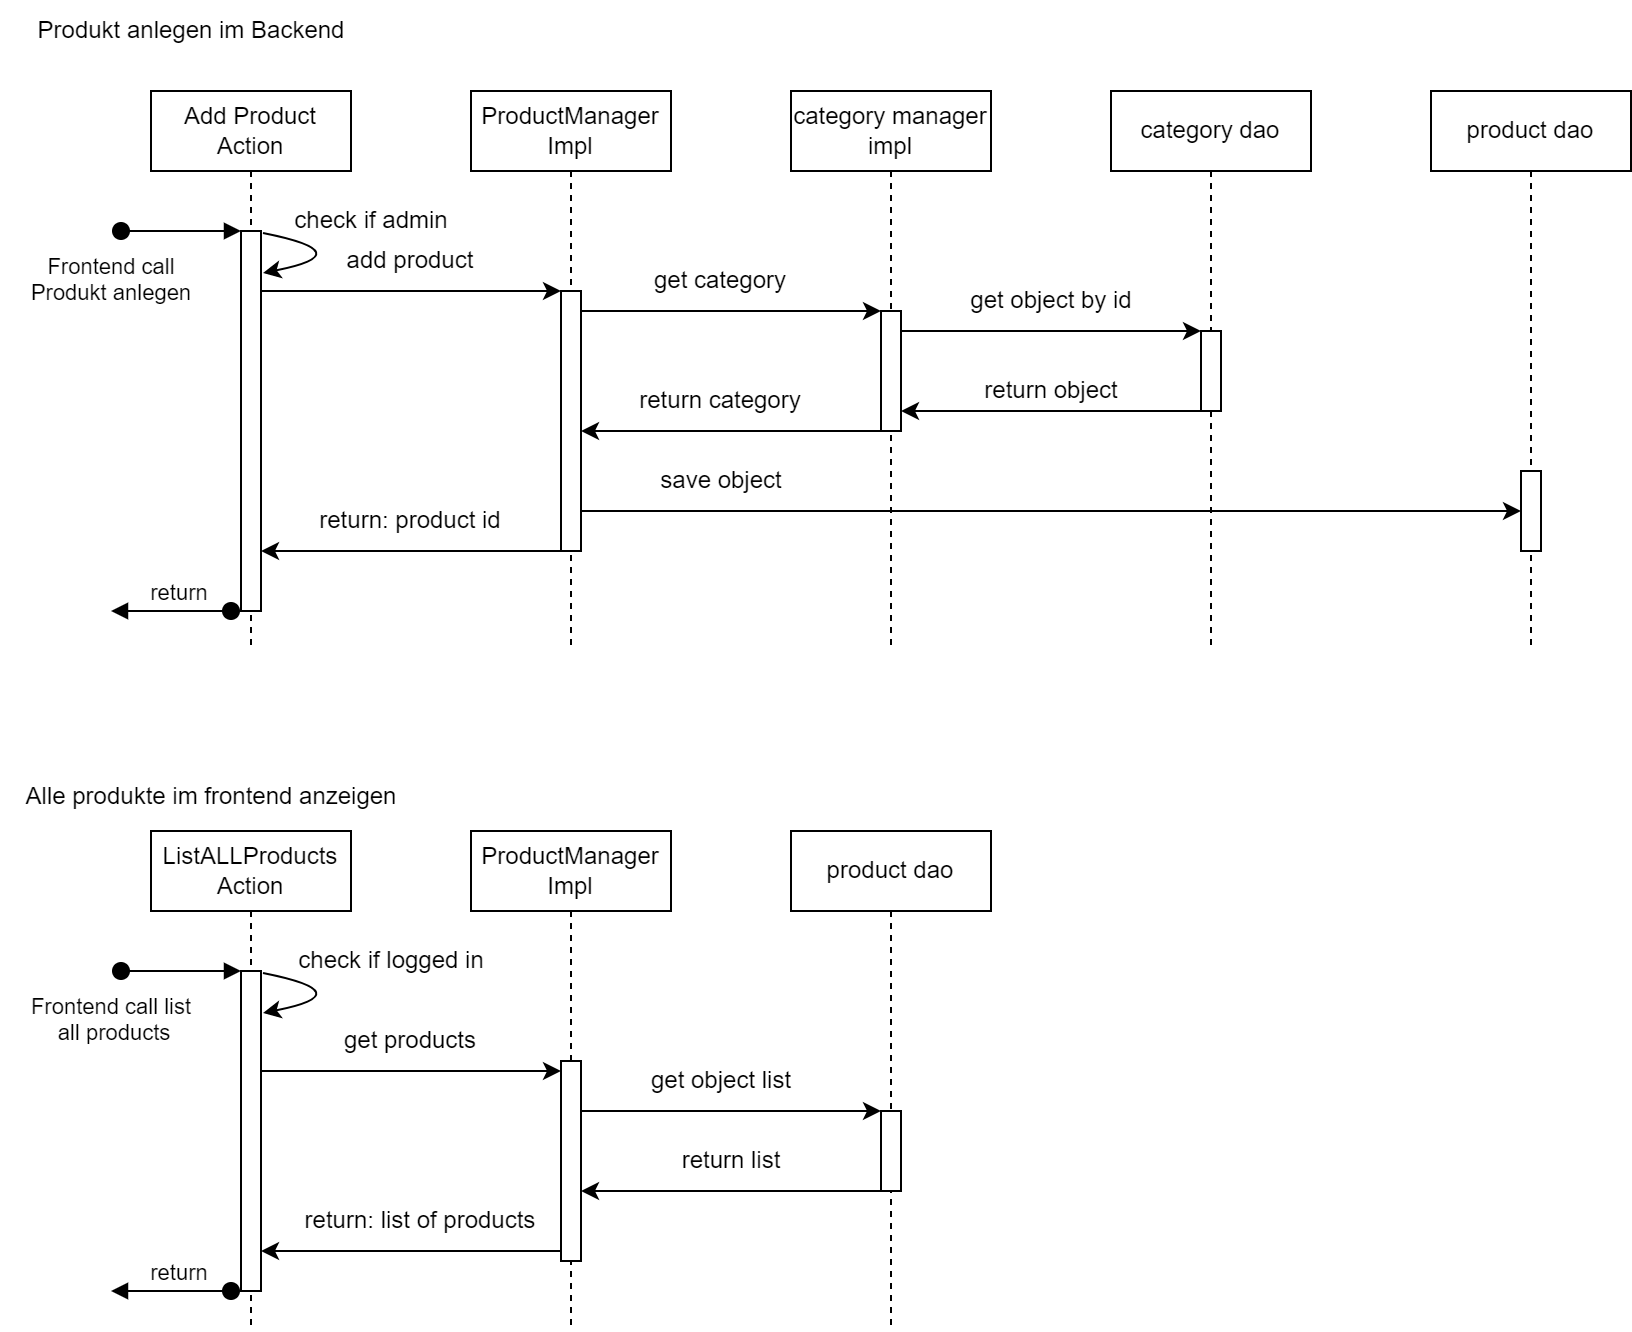 Produkt anlegen im Backend
Add Product
Action
ProductManager
Impl
category manager
impl
category dao
product dao
check if admin
Frontend call
Produkt anlegen
add product
get category
get object by id
return object
return category
save object
return: product id
return
Alle produkte im frontend anzeigen
ListALLProducts
Action
ProductManager
Impl
product dao
check if logged in
Frontend call list
all products
get products
get object list
return list
return: list of products
return